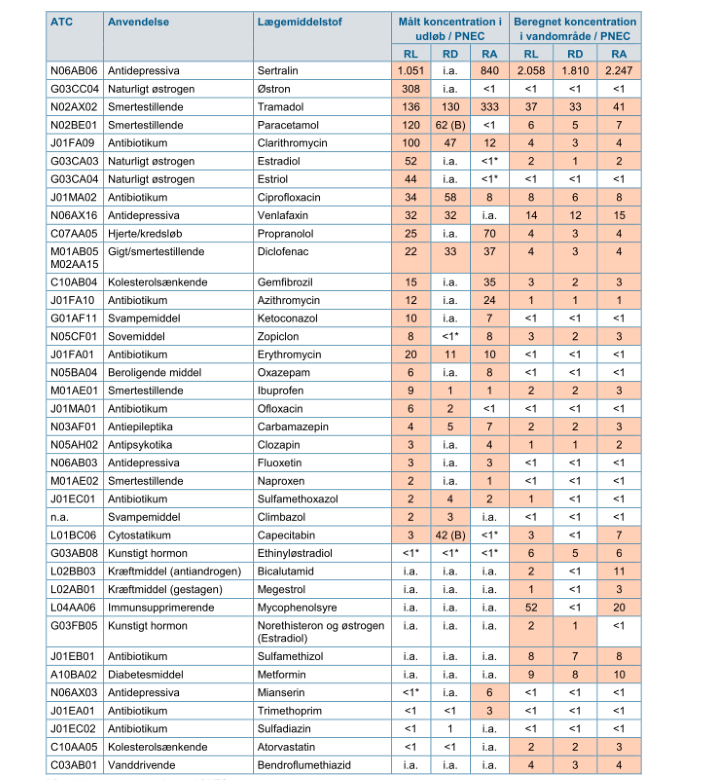 ATC Anvendelse Lægemiddelstof Målt koncentration i udløb / PNEC Beregnet koncentration i vandområde / PNEC
RL RD RA RL RD RA
N06AB06 Antidepressiva Sertralin 1.051 i.a. 840 2.058 1.810 2.247
G03CC04 Naturligt østrogen Østron 308 i.a. <1 <1 <1 <1
N02AX02 Smertestillende Tramadol 136 130 333 37 33 41
N02BE01 Smertestillende Paracetamol 120 62 (B) <1 6 5 7
J01FA09 Antibiotikum Clarithromycin 100 47 12 4 3 4
G03CA03 Naturligt østrogen Estradiol 52 i.a. <1* 2 1 2
G03CA04 Naturligt østrogen Estriol 44 i.a. <1* <1 <1 <1
J01MA02 Antibiotikum Ciprofloxacin 34 58 8 8 6 8
N06AX16 Antidepressiva Venlafaxin 32 32 i.a. 14 12 15
C07AA05 Hjerte/kredsløb Propranolol 25 i.a. 70 4 3 4
M01AB05 Gigt/smertestillende Diclofenac 22 33 37 4 3 4
M02AA15
C10AB04 Kolesterolsænkende Gemfibrozil 15 i.a. 35 3 2 3
J01FA10 Antibiotikum Azithromycin 12 i.a. 24 1 1 1
G01AF11 Svampemiddel Ketoconazol 10 i.a. 7 <1 <1 <1
N05CF01 Sovemiddel Zopiclon 8 <1* 8 3 2 3
J01FA01 Antibiotikum Erythromycin 20 11 10 <1 <1 <1
N05BA04 Beroligende middel Oxazepam 6 i.a. 8 <1 <1 <1
M01AE01 Smertestillende Ibuprofen 9 1 1 2 2 3
J01MA01 Antibiotikum Ofloxacin 6 2 <1 <1 <1 <1
N03AF01 Antiepileptika Carbamazepin 4 5 7 2 2 3
N05AH02 Antipsykotika Clozapin 3 i.a. 4 1 1 2
N06AB03 Antidepressiva Fluoxetin 3 i.a. 3 <1 <1 <1
M01AE02 Smertestillende Naproxen 2 i.a. 1 <1 <1 <1
J01EC01 Antibiotikum Sulfamethoxazol 2 4 2 1 <1 <1
n.a. Svampemiddel Climbazol 2 3 i.a. <1 <1 <1
L01BC06 Cytostatikum Capecitabin 3 42 (B) <1* 3 <1 7
G03AB08 Kunstigt hormon Ethinyløstradiol <1* <1* <1* 6 5 6
L02BB03 Kræftmiddel (antiandrogen) Bicalutamid i.a. i.a. i.a. 2 <1 11
L02AB01 Kræftmiddel (gestagen) Megestrol i.a. i.a. i.a. 1 <1 3
L04AA06 Immunsupprimerende Mycophenolsyre i.a. i.a. i.a. 52 <1 20
G03FB05 Kunstigt hormon Norethisteron og østrogen i.a. i.a. i.a. 2 1 <1
(Estradiol)
J01EB01 Antibiotikum Sulfamethizol i.a. i.a. i.a. 8 7 8
A10BA02 Diabetesmiddel Metformin i.a. i.a. i.a. 9 8 10
N06AX03 Antidepressiva Mianserin <1* i.a. 6 <1 <1 <1
J01EA01 Antibiotikum Trimethoprim <1 <1 3 <1 <1 <1
J01EC02 Antibiotikum Sulfadiazin <1 1 i.a. <1 <1 <1
C10AA05 Kolesterolsænkende Atorvastatin <1 <1 i.a. 2 2 3
C03AB01 Vanddrivende Bendroflumethiazid i.a. i.a. i.a. 4 3 4